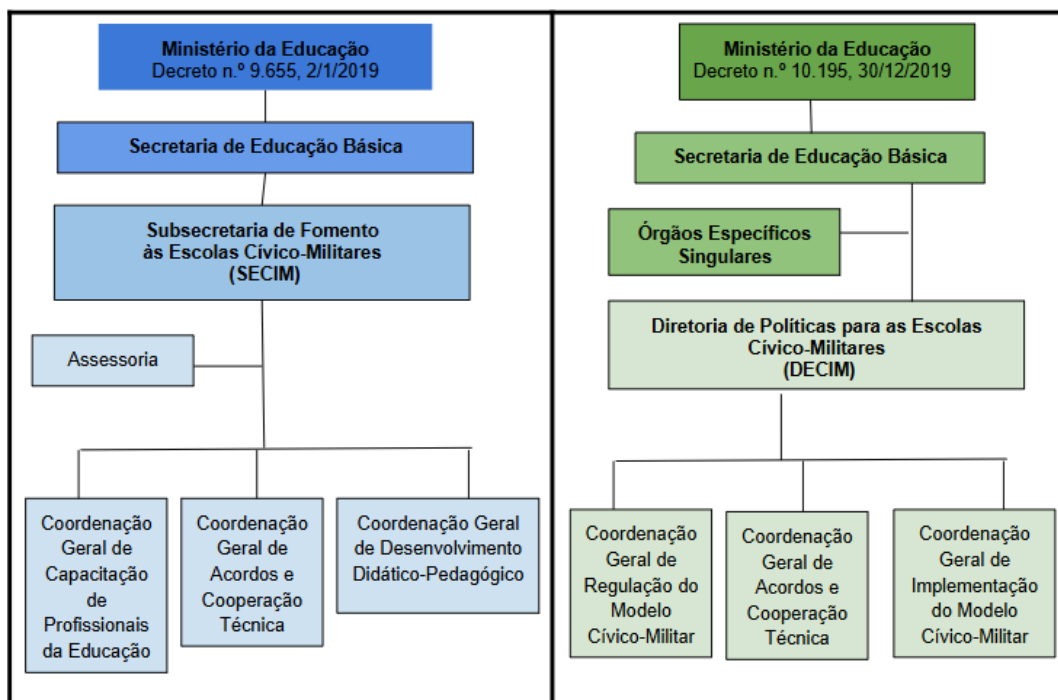 Ministério da Educação
Decreto n.º 9.655, 2/1/2019
Secretaria de Educação Básica
Subsecretaria de Fomento
às Escolas Cívico-Militares
(SECIM)
Assessoria
Coordenação
Geral de
Capacitação
de
Profissionais
da Educação
Coordenação
Geral de
Acordos e
Cooperação
Técnica
Coordenação Geral
de Desenvolvimento
Didático-Pedagógico
Ministério da Educação
Decreto n.º 10.195, 30/12/2019
Secretaria de Educação Básica
Órgãos Específicos
Singulares
Diretoria de Políticas para as Escolas
Cívico-Militares
(DECIM)
Coordenação
Geral de
Regulação do
Modelo
Cívico-Militar
Coordenação
Geral de
Acordos e
Cooperação
Técnica
Coordenação
Geral de
Implementação
do Modelo
Cívico-Militar